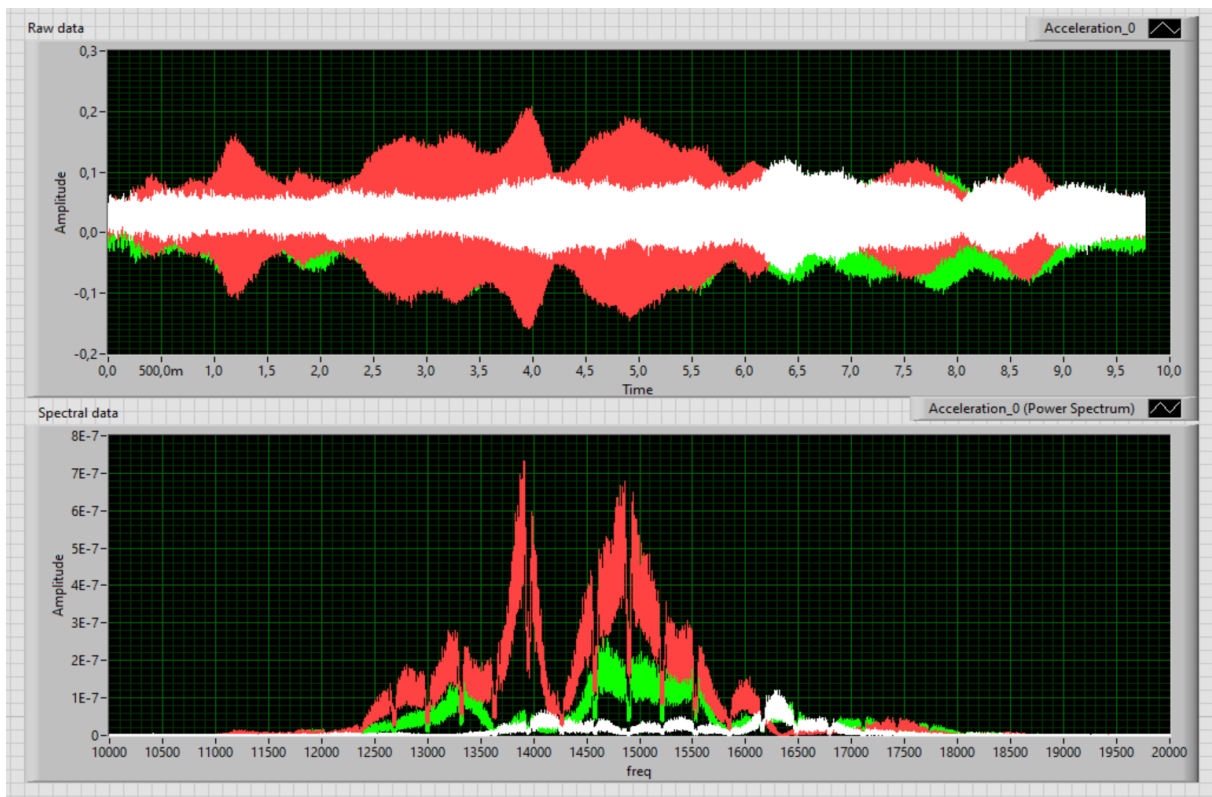 Raw data
Acceleration_0
Amplitude
0,3
0,2
0,1
0,0
-0,1
-0,2
0,0 500,0m 1,0 1,5 2,0 2,5 3,0 3,5 4,0 4,5 5,0 5,5 6,0 6,5 7,0 7,5 8,0 8,5 9,0 9,5 10,0
Time
Spectral data
Acceleration_0 (Power Spectrum)
Amplitude
8E-7
7E-7
6E-7
5E-7
4E-7
3E-7
2E-7
1E-7
0
10000 10500 11000 11500 12000 12500 13000 13500 14000 14500 15000 15500 16000 16500 17000 17500 18000 18500 19000 19500 20000
freq